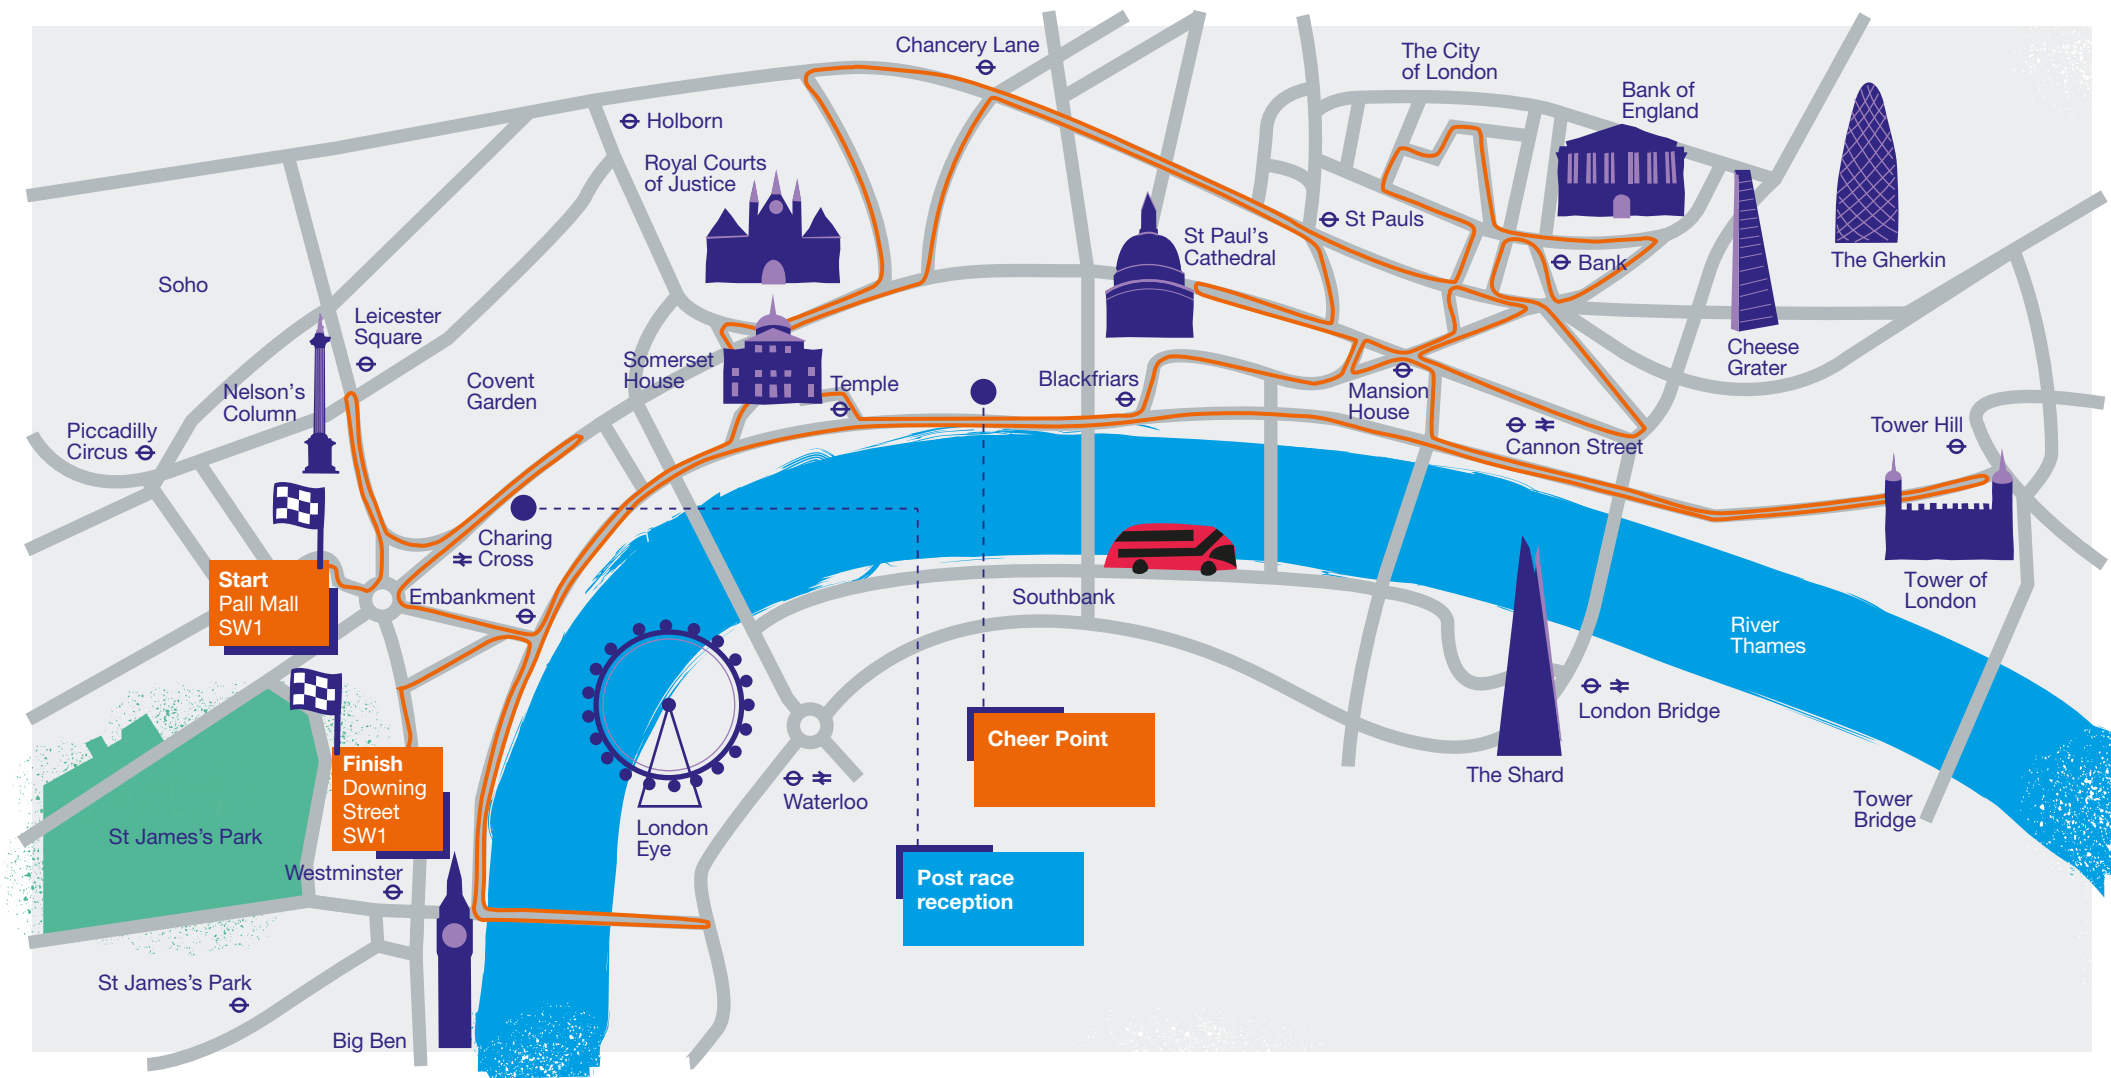 Chancery Lane
The City
of London
Bank of
England
Holborn
Royal Courts
of Justice
St Pauls
St Paul's
Cathedral
Bank
The Gherkin
Soho
Leicester
Square
Somerset
House
Cheese
Grater
Nelson's
Column
Covent
Garden
Temple
Blackfriars
Mansion
House
Piccadilly
Circus
Cannon Street
Tower Hill
Charing
Cross
Start
Pall Mall
SW1
Embankment
Southbank
Tower of
London
River
Thames
London Bridge
Finish
Downing
Street
SW1
Cheer Point
The Shard
Waterloo
Tower
Bridge
London
Eye
St James's Park
Westminster
Post race
reception
St James's Park
Big Ben